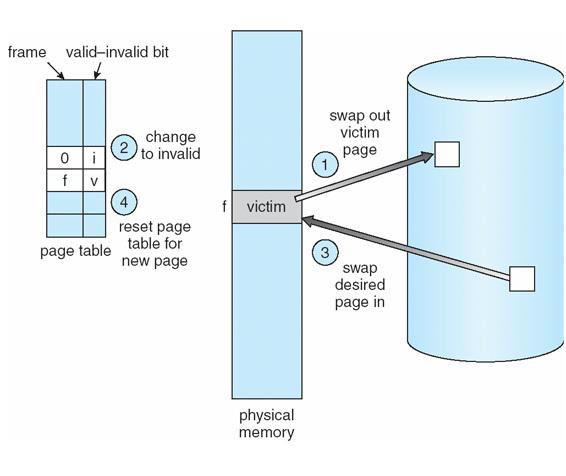 frame
valid–invalid bit
0
i
f
v
2
change
to invalid
4
reset page
table for
new page
page table
f
victim
physical
memory
swap out
victim
page
1
3
swap
desired
page in